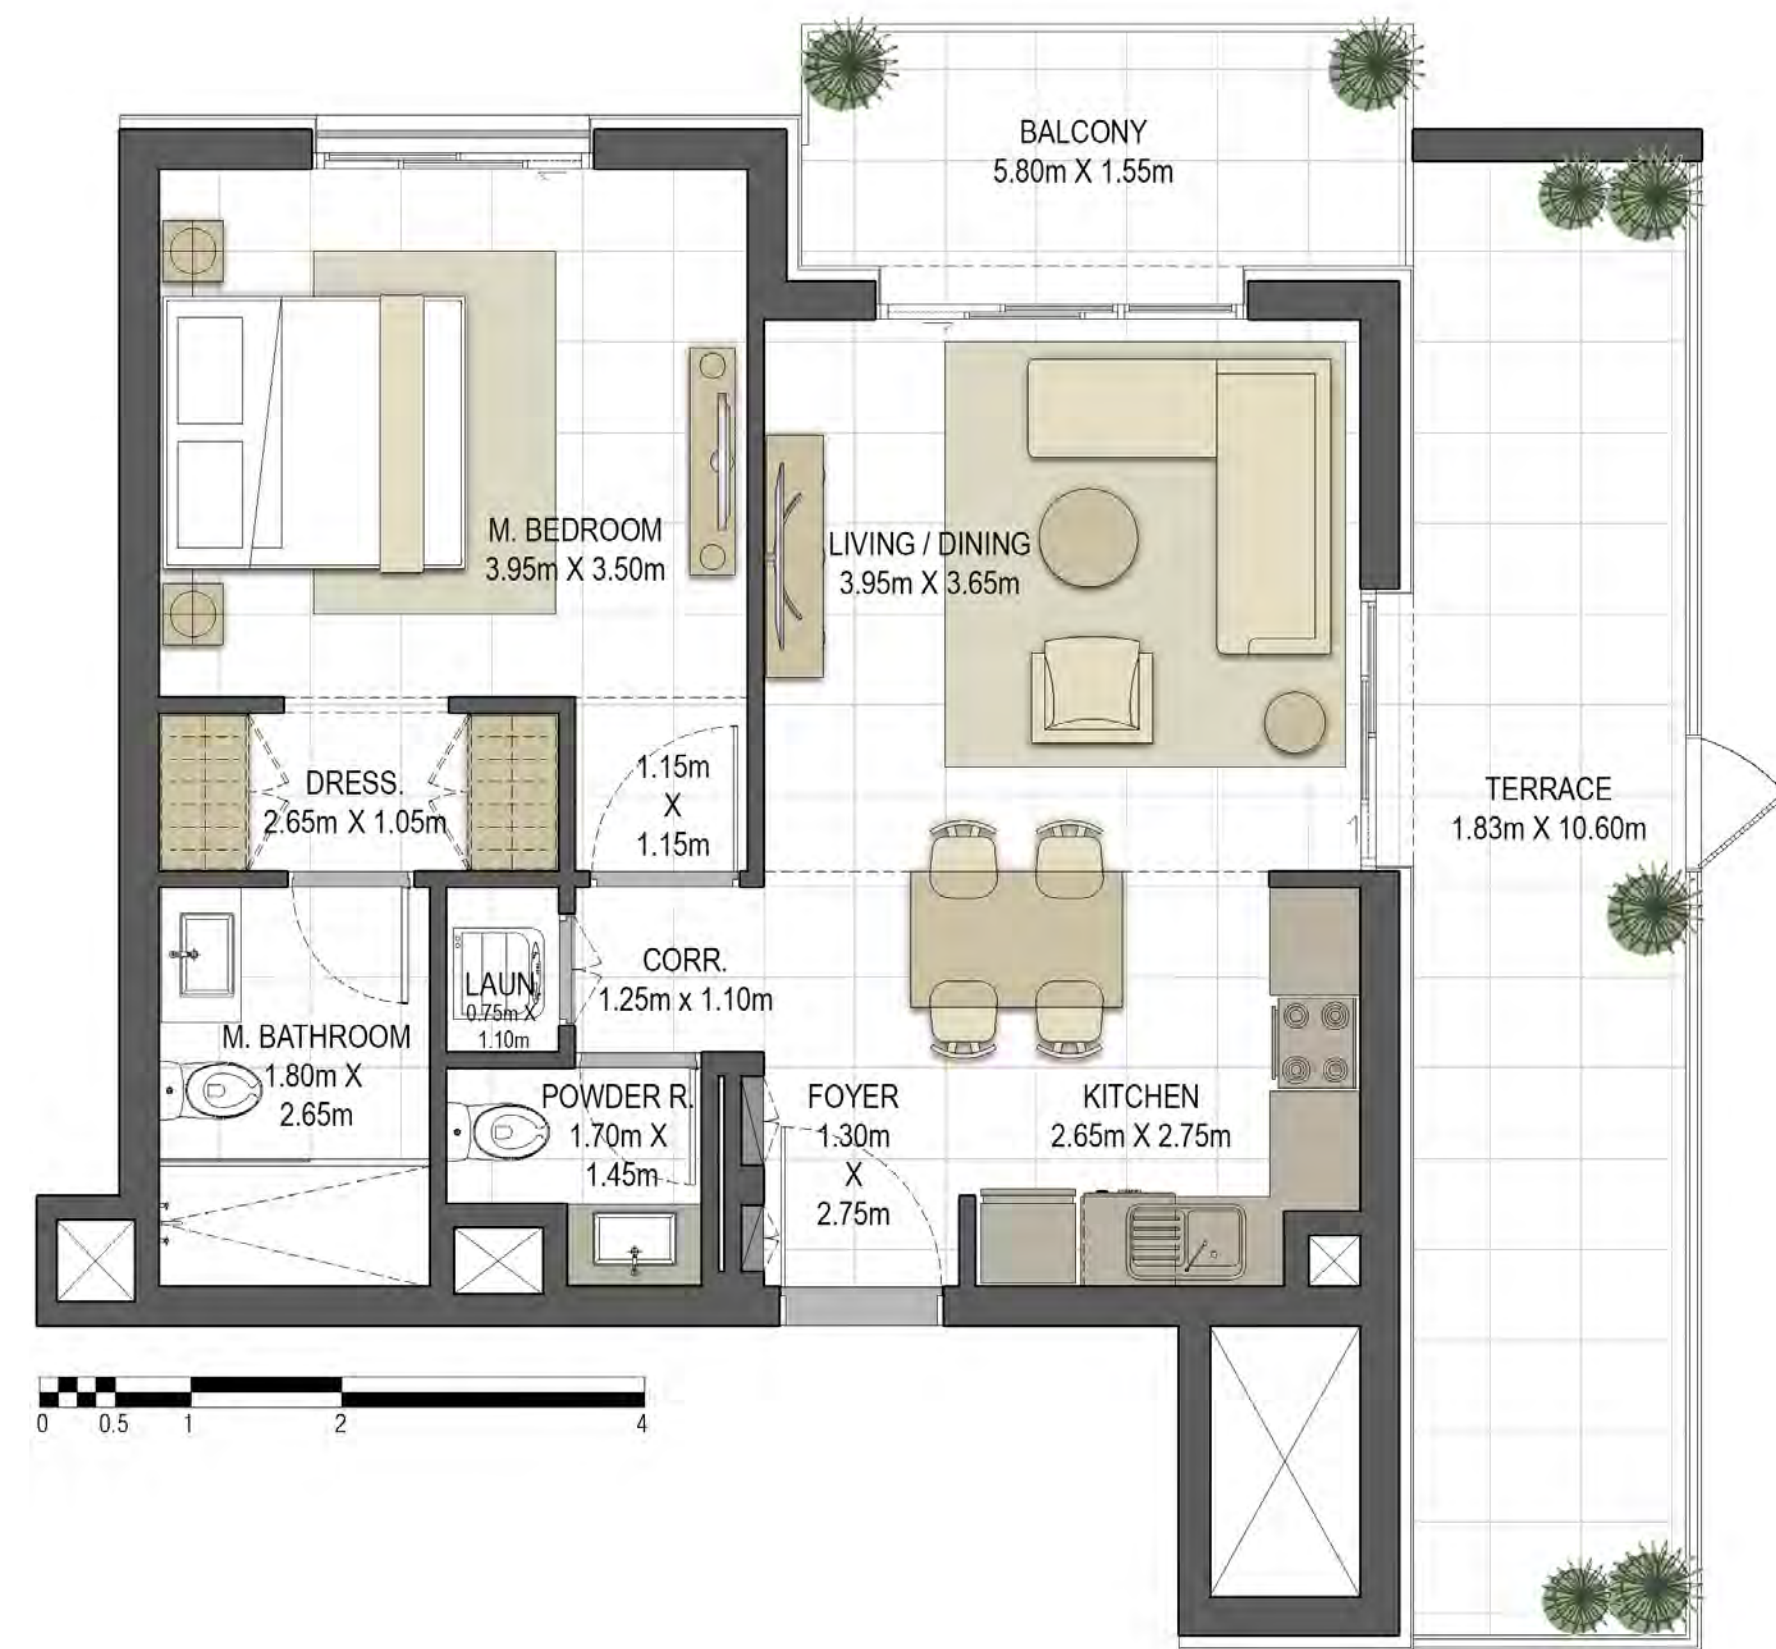 BALCONY
5.80m X 1.55m
M. BEDROOM
3.95m X 3.50m
LIVING / DINING
3.95m X 3.65m
DRESS.
2.65m X 1.05m
1.15m
X
1.15m
TERRACE
1.83m X 10.60m
CORR.
1.25m x 1.10m
LAUN.
0.75m X
1.10m
M. BATHROOM
1.80m X
2.65m
POWDER R.
1.70m X
1.45m
FOYER
1.30m
X
2.75m
KITCHEN
2.65m X 2.75m
0 0.5 1 2 4